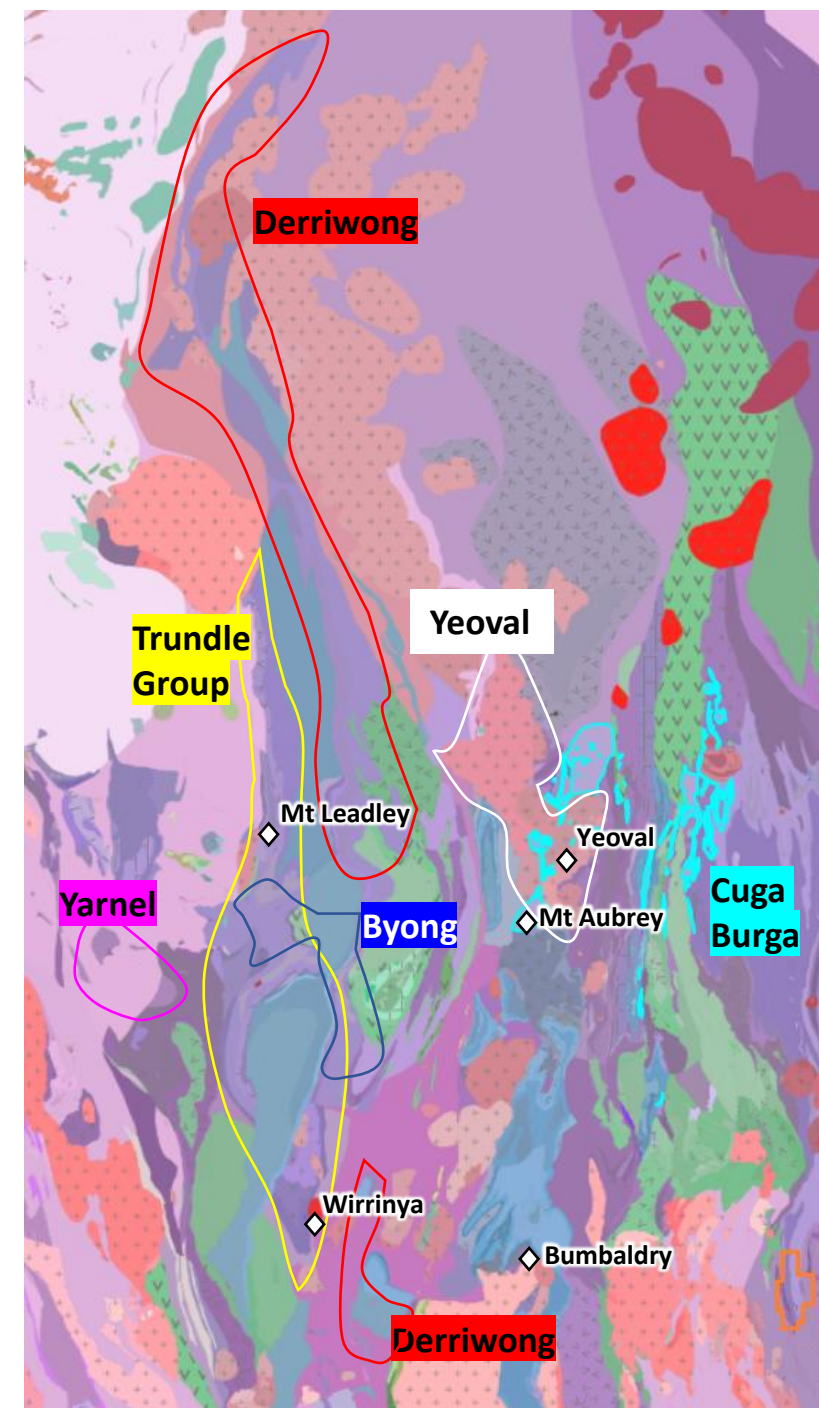 Derriwong
Yeoval
Trundle
Group
Mt Leadley
Yeoval
Yarnel
Cuga
Burga
Byong
Mt Aubrey
Wirrinya
Bumbaldry
Derriwong